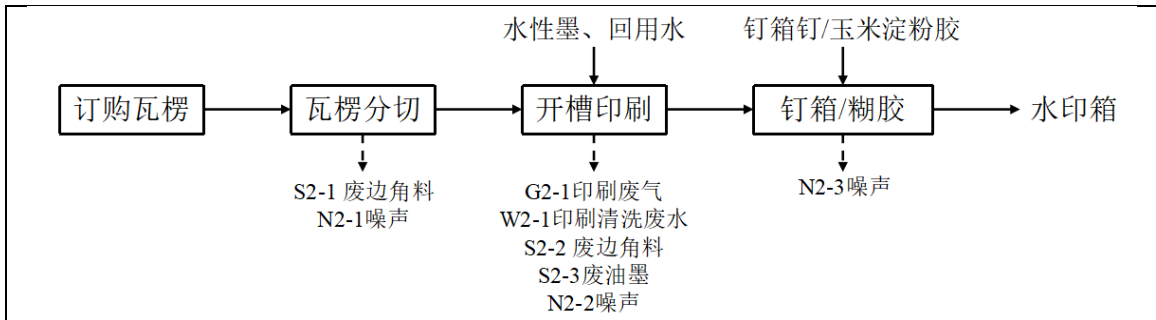 水性墨、回用水
钉箱钉/玉米淀粉胶
订购瓦楞
瓦楞分切
开槽印刷
钉箱/糊胶
水印箱
S2-1 废边角料
N2-1噪声
G2-1印刷废气
W2-1印刷清洗废水
S2-2 废边角料
S2-3废油墨
N2-2噪声
N2-3噪声